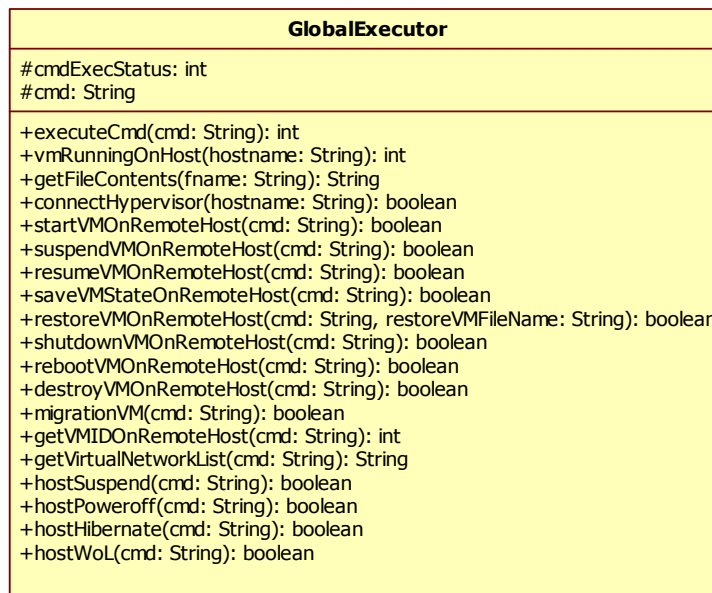 GlobalExecutor
#cmdExecStatus: int
#cmd: String
+executeCmd(cmd: String): int
+vmRunningOnHost(hostname: String): int
+getFileContents(fname: String): String
+connectHypervisor(hostname: String): boolean
+startVMOnRemoteHost(cmd: String): boolean
+suspendVMOnRemoteHost(cmd: String): boolean
+resumeVMOnRemoteHost(cmd: String): boolean
+saveVMStateOnRemoteHost(cmd: String): boolean
+restoreVMOnRemoteHost(cmd: String, restoreVMFileName: String): boolean
+shutdownVMOnRemoteHost(cmd: String): boolean
+rebootVMOnRemoteHost(cmd: String): boolean
+destroyVMOnRemoteHost(cmd: String): boolean
+migrationVM(cmd: String): boolean
+getVMIDOnRemoteHost(cmd: String): int
+getVirtualNetworkList(cmd: String): String
+hostSuspend(cmd: String): boolean
+hostPoweroff(cmd: String): boolean
+hostHibernate(cmd: String): boolean
+hostWoL(cmd: String): boolean